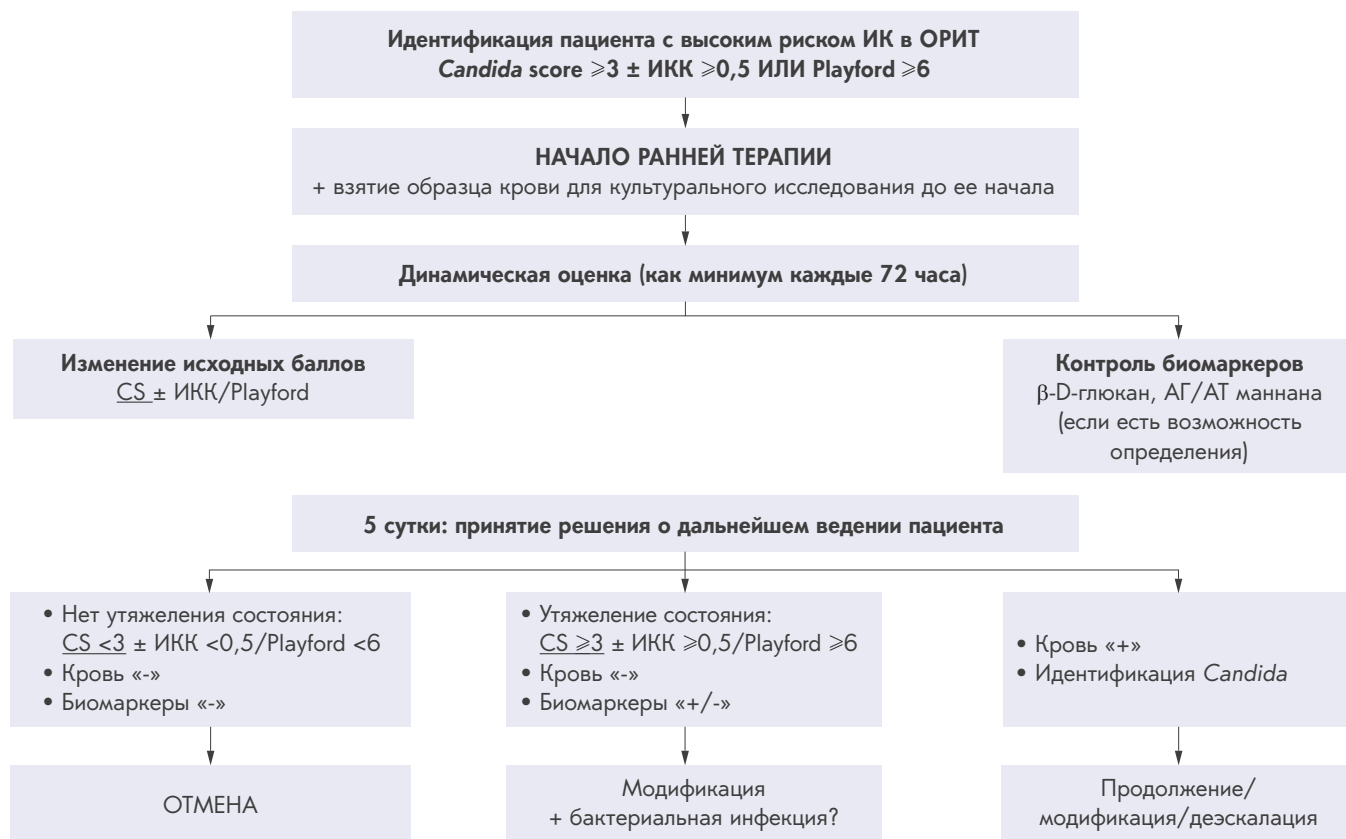 Идентификация пациента с высоким риском ИК в ОРИТ
Candida score ⩾3 ± ИКК ⩾0,5 ИЛИ Playford ⩾6
НАЧАЛО РАННЕЙ ТЕРАПИИ
+ взятие образца крови для культурального исследования до ее начала
Динамическая оценка (как минимум каждые 72 часа)
Изменение исходных баллов
CS ± ИКК/Playford
Контроль биомаркеров
β-D-глюкан, АГ/АТ маннана
(если есть возможность
определения)
5 сутки: принятие решения о дальнейшем ведении пациента
• Нет утяжеления состояния:
CS <3 ± ИКК <0,5/Playford <6
• Кровь «-»
• Биомаркеры «-»
• Утяжеление состояния:
CS ⩾3 ± ИКК ⩾0,5/Playford ⩾6
• Кровь «-»
• Биомаркеры «+/-»
• Кровь «+»
• Идентификация Candida
ОТМЕНА
Модификация
+ бактериальная инфекция?
Продолжение/
модификация/деэскалация